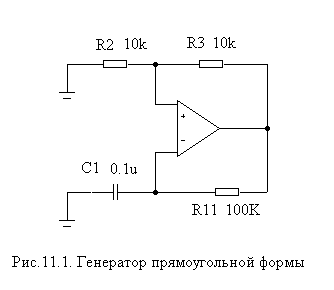 R2 10k
R3 10k
+
-
C1 0.1u
R11 100K
Рис.11.1. Генератор прямоугольной формы